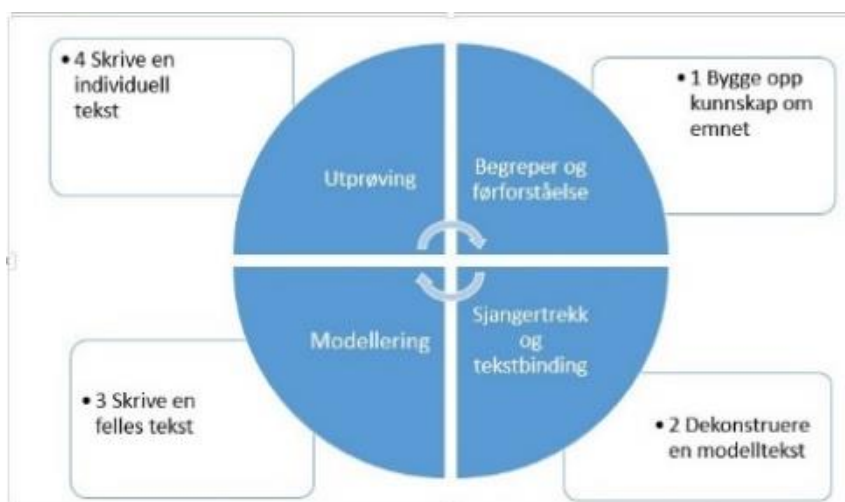 • 4 Skrive en
individuell
tekst
• 1 Bygge opp
kunnskap om
emnet
Utprøving
Begreper og
førforståelse
Modellering
Sjangertrekk
og
tekstbinding
• 3 Skrive en
felles tekst
• 2 Dekonstruere
en modelltekst